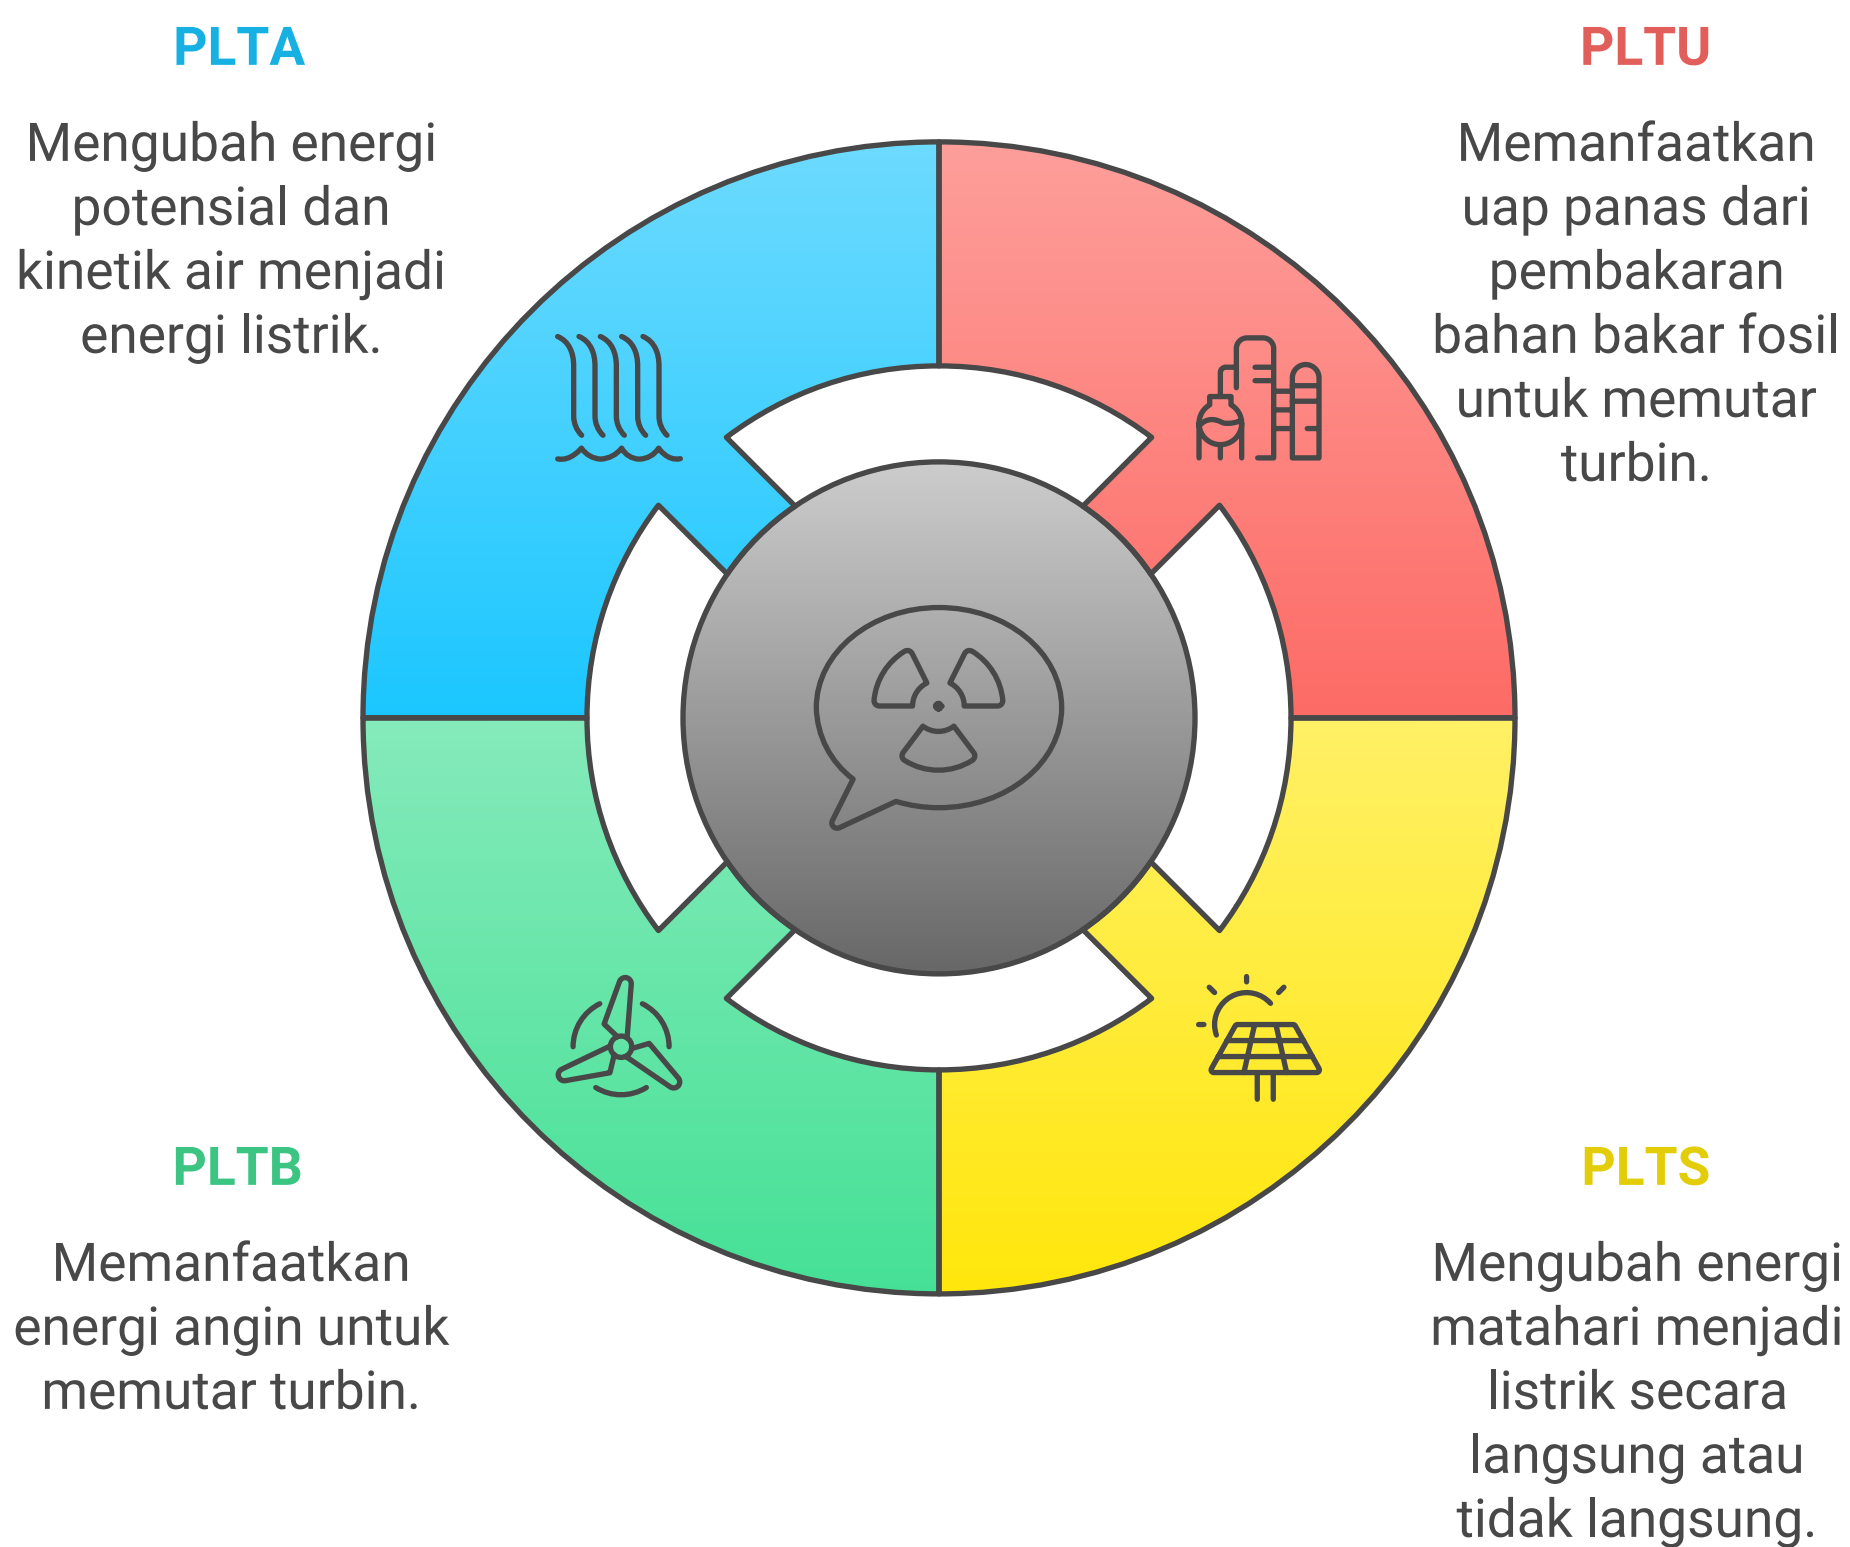 PLTA
Mengubah energi
potensial dan
kinetik air menjadi
energi listrik.
PLTU
Memanfaatkan
uap panas dari
pembakaran
bahan bakar fosil
untuk memutar
turbin.
PLTB
Memanfaatkan
energi angin untuk
memutar turbin.
PLTS
Mengubah energi
matahari menjadi
listrik secara
langsung atau
tidak langsung.